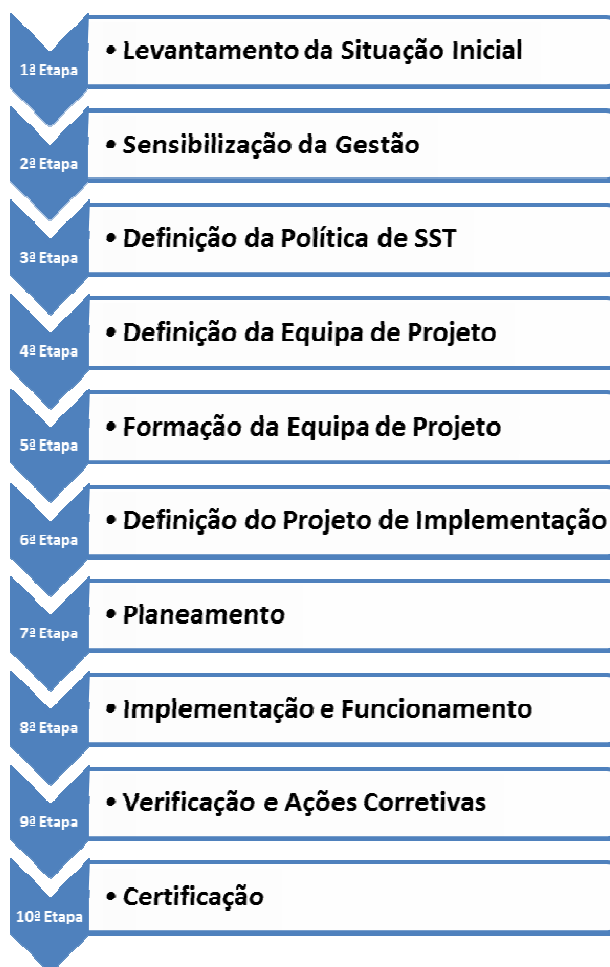 1ª Etapa
• Levantamento da Situação Inicial
2ª Etapa
• Sensibilização da Gestão
3ª Etapa
• Definição da Política de SST
4ª Etapa
• Definição da Equipa de Projeto
5ª Etapa
• Formação da Equipa de Projeto
6ª Etapa
• Definição do Projeto de Implementação
7ª Etapa
• Planeamento
8ª Etapa
• Implementação e Funcionamento
9ª Etapa
• Verificação e Ações Corretivas
10ª Etapa
• Certificação